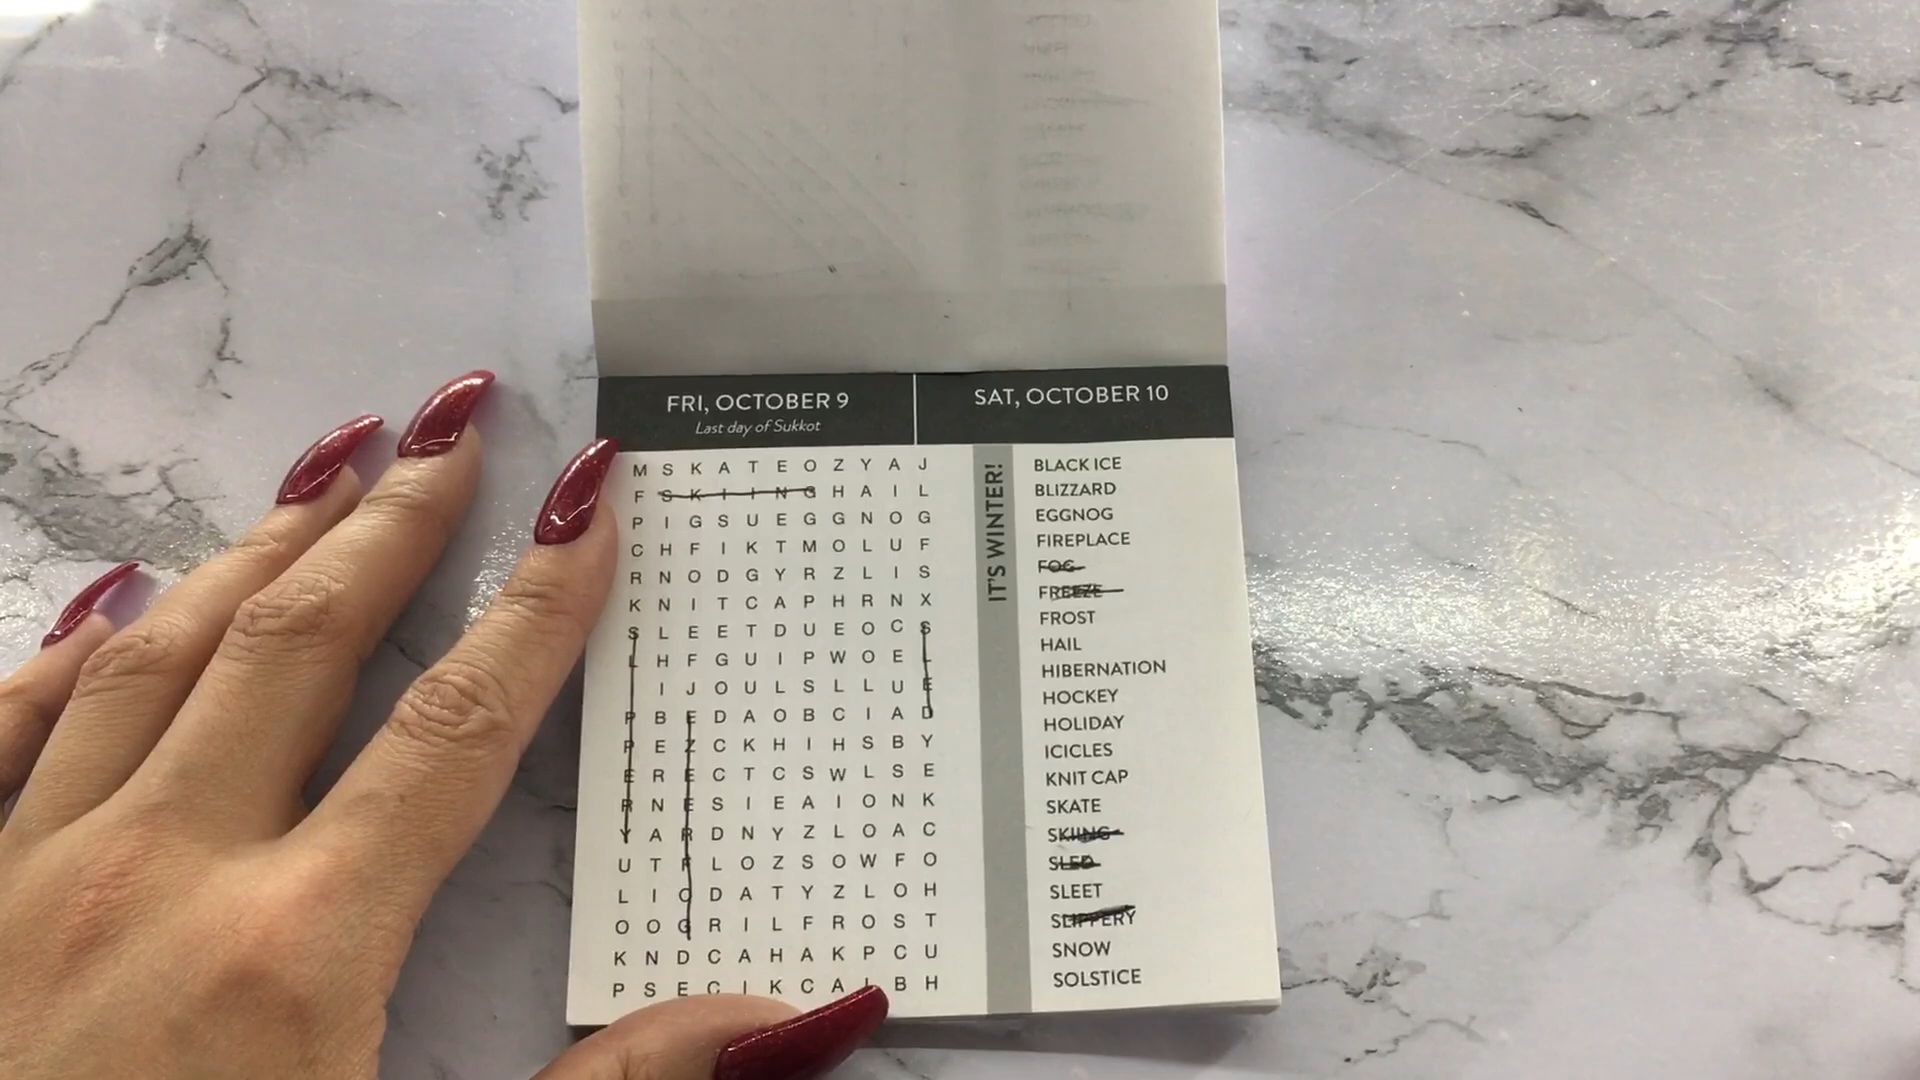 FRI, OCTOBER 9
Last day of Sukkot
SAT, OCTOBER 10
M S K A T E O Z Y A J
F S K I I N G H A I L
P I G S U E G G N O G
C H F I K T M O L U F
R N O D G Y R Z L I S
K N I T C A P H R N X
S L E E T D U E O C S
L H F G U I P W O E L
I J O U L S L L U E
P B E D A O B C I A D
P E Z C K H I H S B Y
E R E C T C S W L S E
R N E S I E A I O N K
Y A R D N Y Z L O A C
U T F L O Z S O W F O
L I O D A T Y Z L O H
O O G R I L F R O S T
K N D C A H A K P C U
P S E C I K C A L B H
IT'S WINTER!
BLACK ICE
BLIZZARD
EGGNOG
FIREPLACE
FOG
FREEZE
FROST
HAIL
HIBERNATION
HOCKEY
HOLIDAY
ICICLES
KNIT CAP
SKATE
SKIING
SLED
SLEET
SLIPPERY
SNOW
SOLSTICE